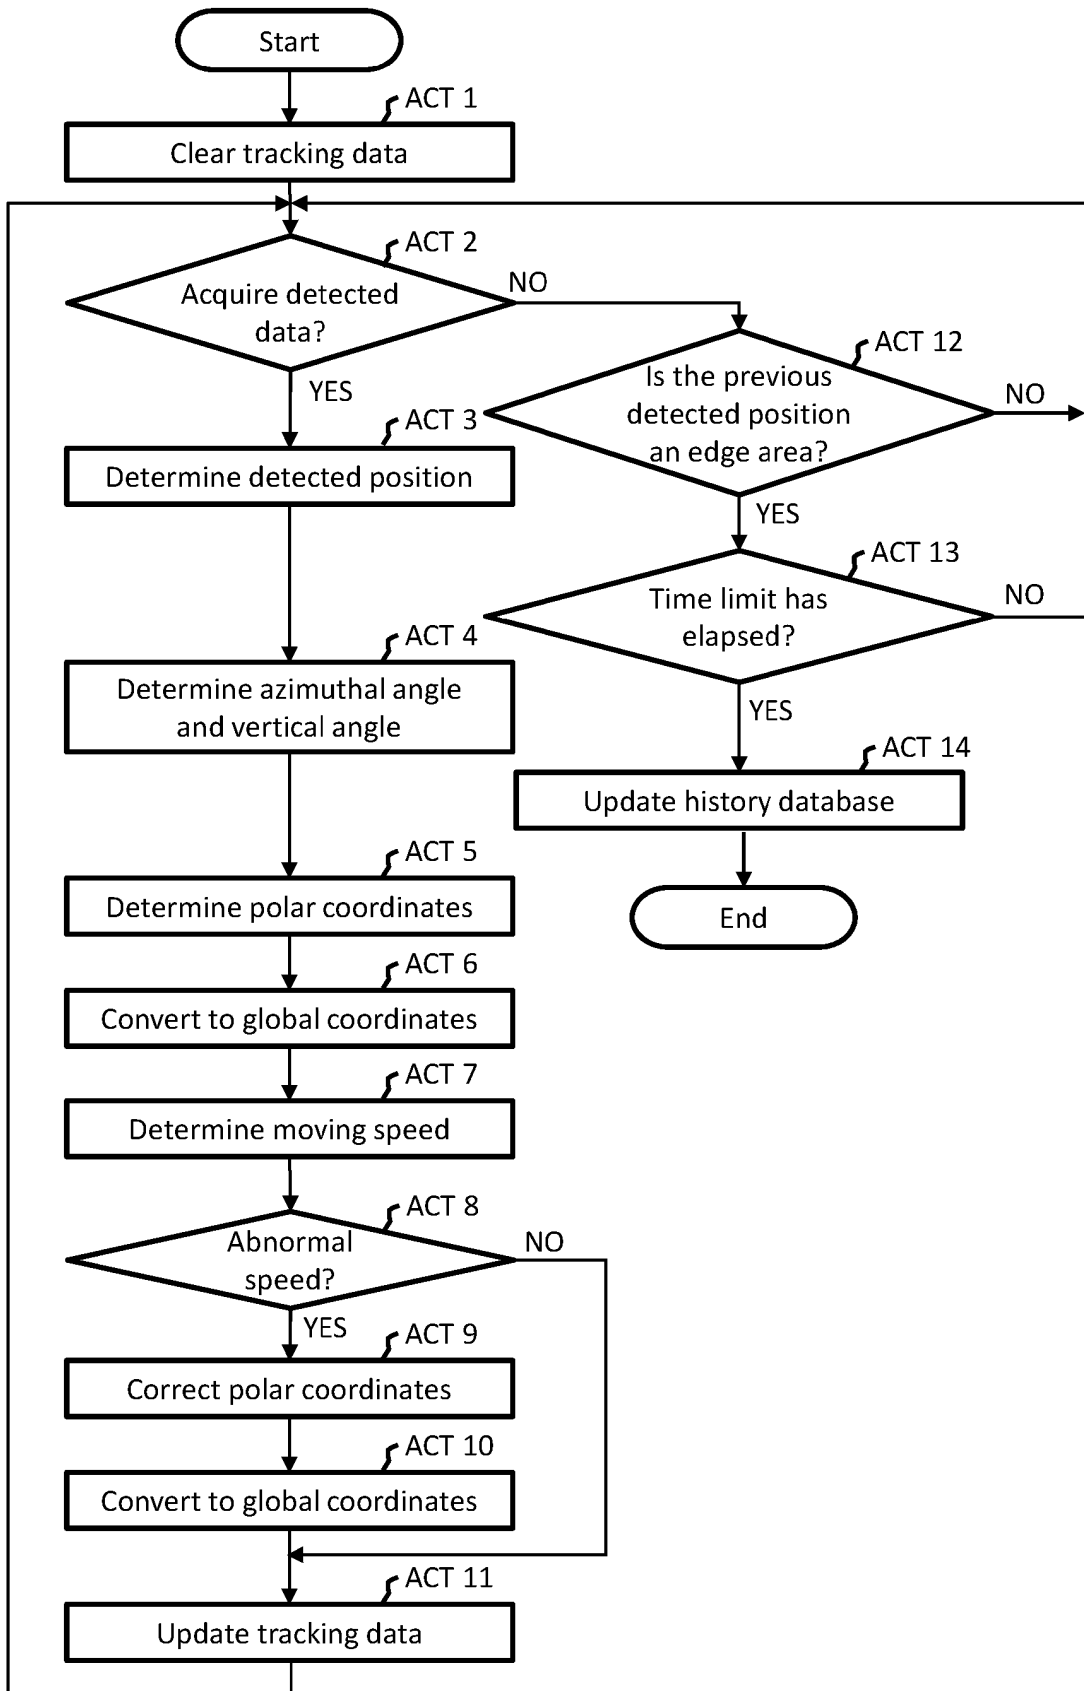 Start
ACT 1
Clear tracking data
ACT 2
Acquire detected
data?
NO
YES
ACT 12
Is the previous
detected position
an edge area?
NO
YES
ACT 3
Determine detected position
ACT 13
Time limit has
elapsed?
NO
YES
ACT 4
Determine azimuthal angle
and vertical angle
ACT 14
Update history database
End
ACT 5
Determine polar coordinates
ACT 6
Convert to global coordinates
ACT 7
Determine moving speed
ACT 8
Abnormal
speed?
NO
YES
ACT 9
Correct polar coordinates
ACT 10
Convert to global coordinates
ACT 11
Update tracking data